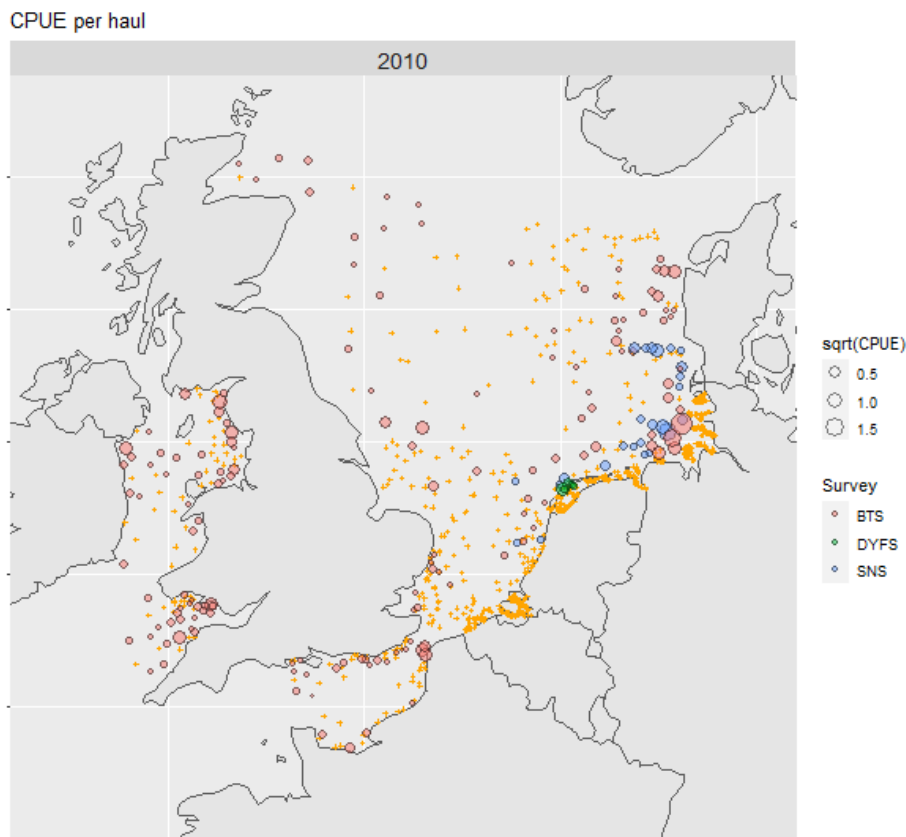 CPUE per haul
2010
sqrt(CPUE)
0.5
1.0
1.5
Survey
BTS
DYFS
SNS